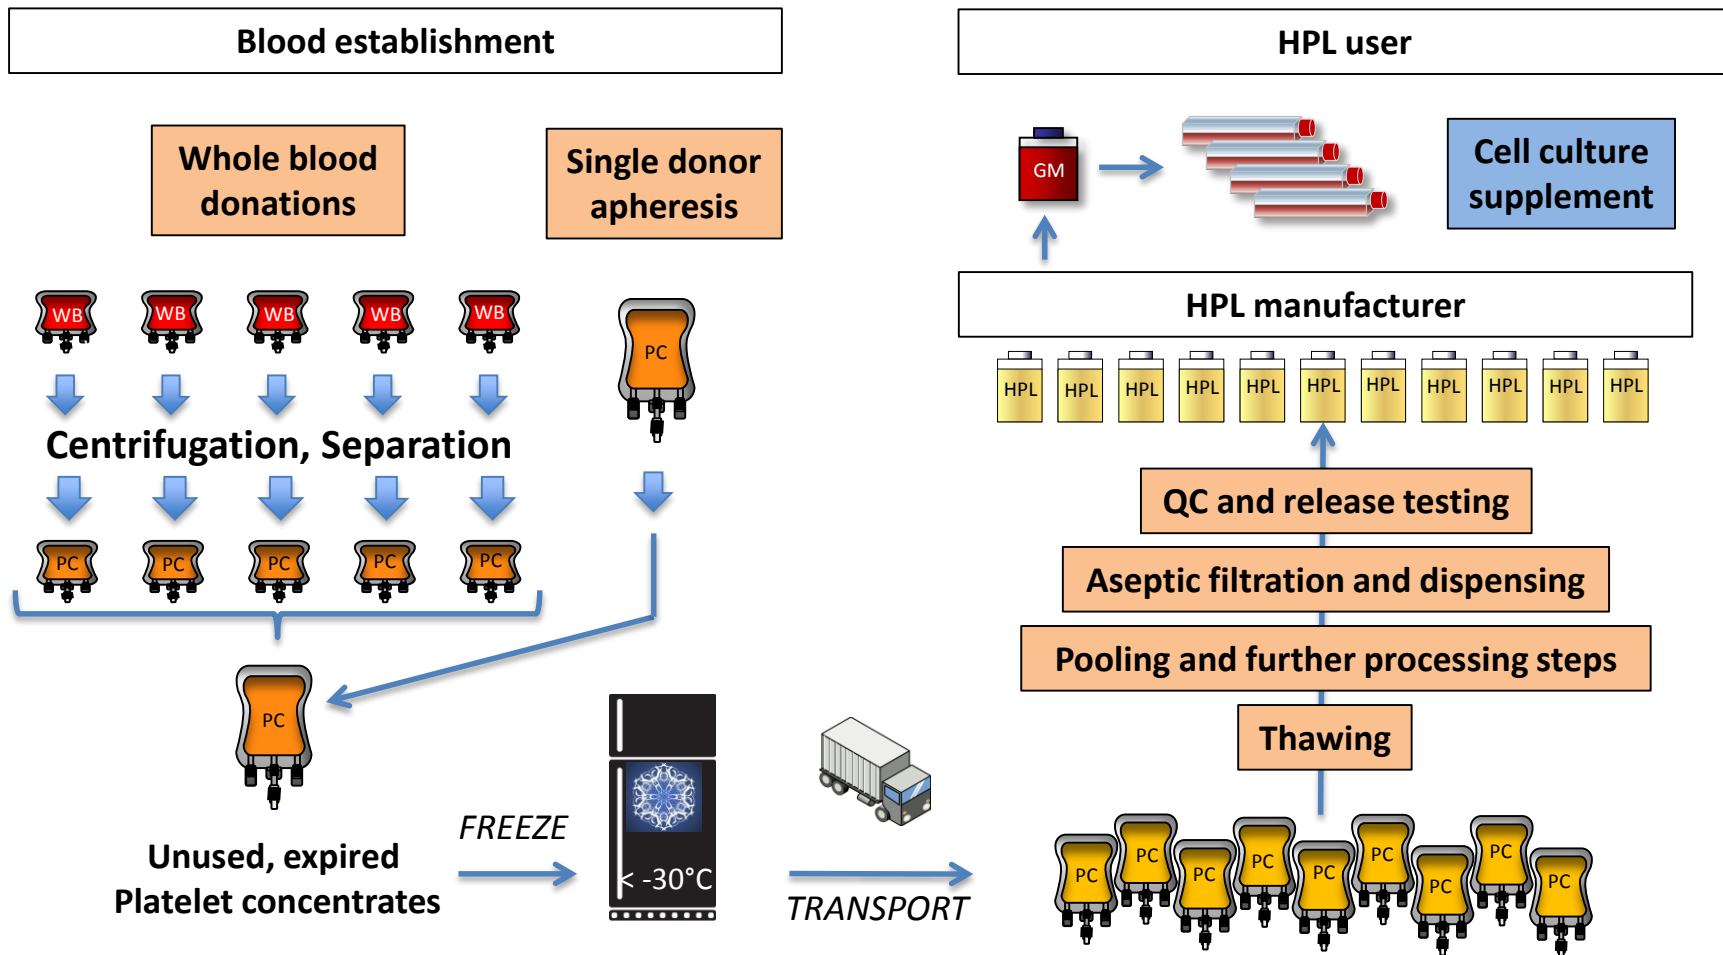 Blood establishment
Whole blood
donations
Single donor
apheresis
WB
WB
WB
WB
WB
PC
Centrifugation, Separation
PC
PC
PC
PC
PC
PC
Unused, expired
Platelet concentrates
FREEZE
< -30°C
TRANSPORT
HPL user
GM
Cell culture
supplement
HPL manufacturer
HPL
HPL
HPL
HPL
HPL
HPL
HPL
HPL
HPL
HPL
HPL
QC and release testing
Aseptic filtration and dispensing
Pooling and further processing steps
Thawing
PC
PC
PC
PC
PC
PC
PC
PC
PC